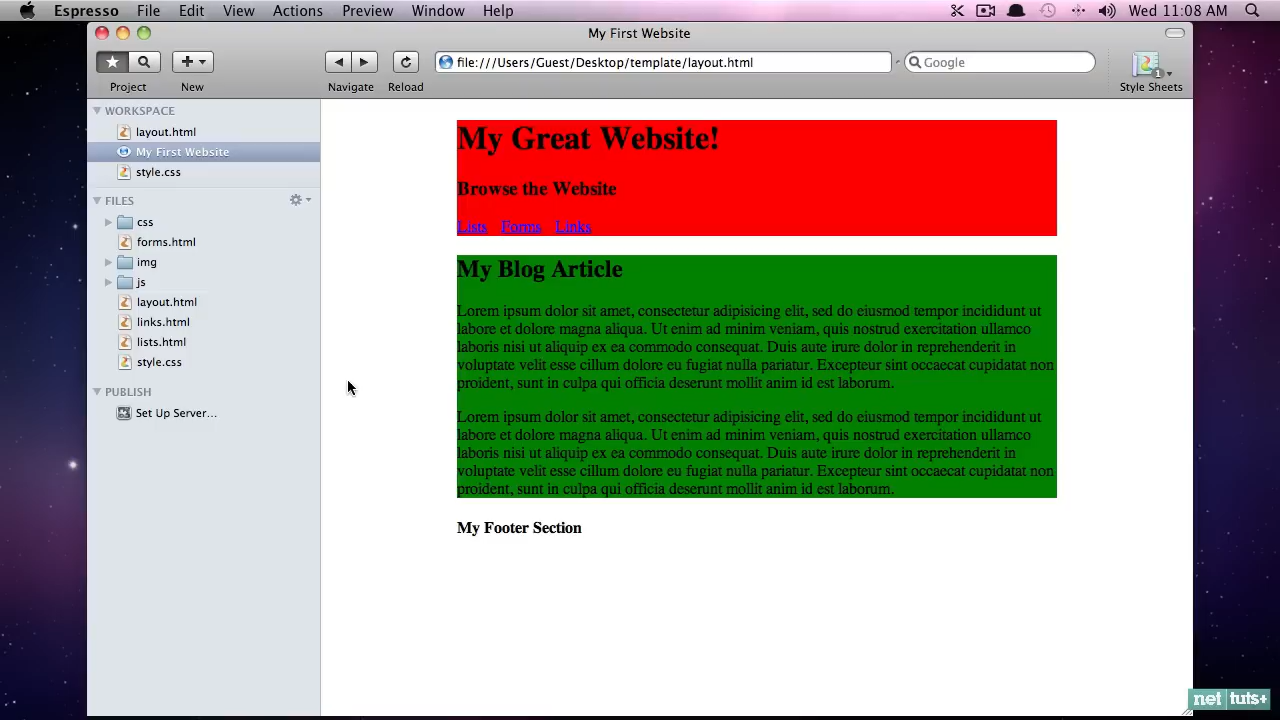 Espresso File Edit View Actions Preview Window Help Wed 11:08 AM
My First Website
file:///Users/Guest/Desktop/template/layout.html
Google
Project New Navigate Reload Style Sheets
1
WORKSPACE
layout.html
My First Website
style.css
FILES
css
forms.html
img
js
layout.html
links.html
lists.html
style.css
PUBLISH
Set Up Server...
My Great Website!
Browse the Website
Lists Forms Links
My Blog Article
Lorem ipsum dolor sit amet, consectetur adipisicing elit, sed do eiusmod tempor incididunt ut
labore et dolore magna aliqua. Ut enim ad minim veniam, quis nostrud exercitation ullamco
laboris nisi ut aliquip ex ea commodo consequat. Duis aute irure dolor in reprehenderit in
voluptate velit esse cillum dolore eu fugiat nulla pariatur. Excepteur sint occaecat cupidatat non
proident, sunt in culpa qui officia deserunt mollit anim id est laborum.
Lorem ipsum dolor sit amet, consectetur adipisicing elit, sed do eiusmod tempor incididunt ut
labore et dolore magna aliqua. Ut enim ad minim veniam, quis nostrud exercitation ullamco
laboris nisi ut aliquip ex ea commodo consequat. Duis aute irure dolor in reprehenderit in
voluptate velit esse cillum dolore eu fugiat nulla pariatur. Excepteur sint occaecat cupidatat non
proident, sunt in culpa qui officia deserunt mollit anim id est laborum.
My Footer Section
net tuts+